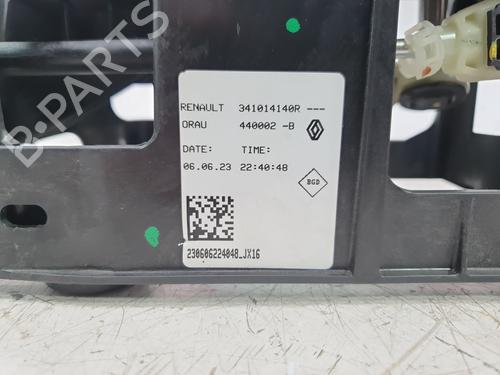 RENAULT 341014140R ---
ORAU 440002 -B
DATE: TIME:
06.06.23 22:40:48
BGD
230606224048_JX16
B-PARTS